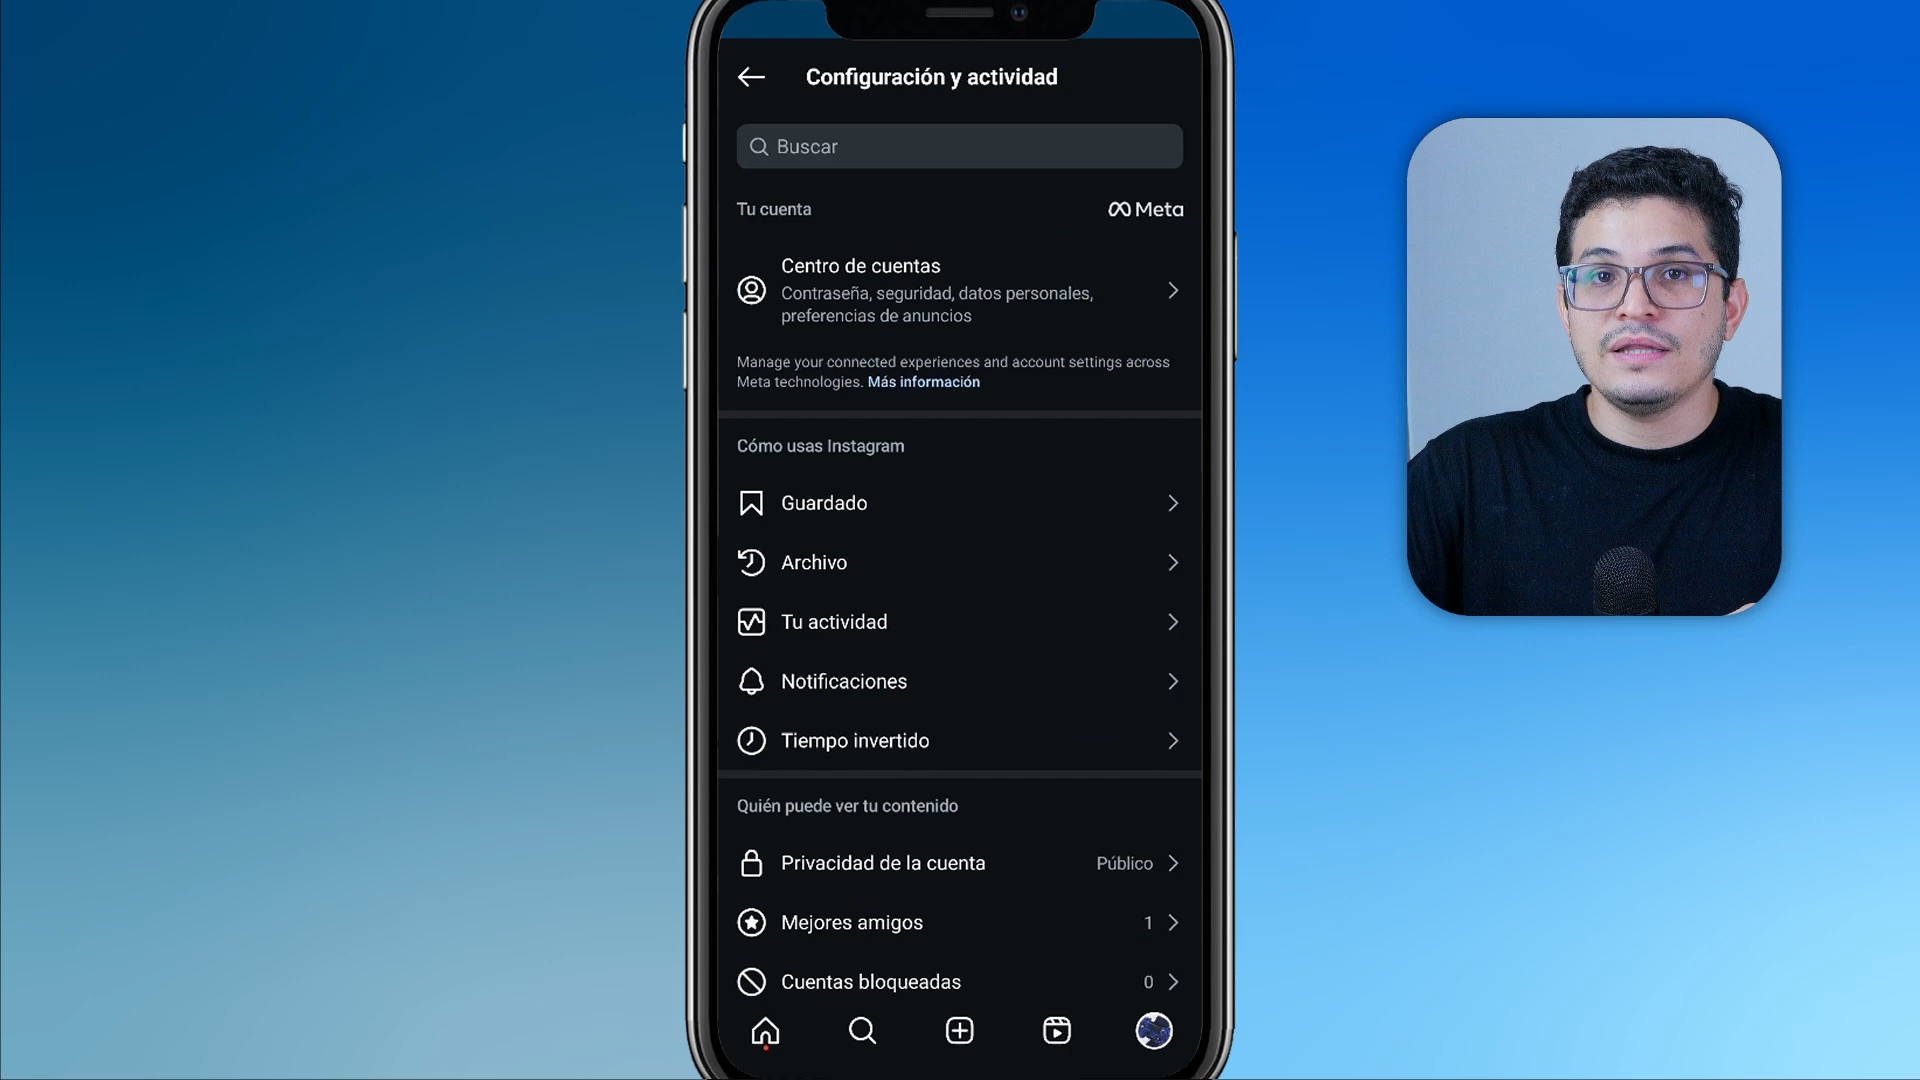 Configuración y actividad
Buscar
Tu cuenta
Meta
Centro de cuentas
Contraseña, seguridad, datos personales,
preferencias de anuncios
Manage your connected experiences and account settings across
Meta technologies. Más información
Cómo usas Instagram
Guardado
Archivo
Tu actividad
Notificaciones
Tiempo invertido
Quién puede ver tu contenido
Privacidad de la cuenta Público
Mejores amigos 1
Cuentas bloqueadas 0